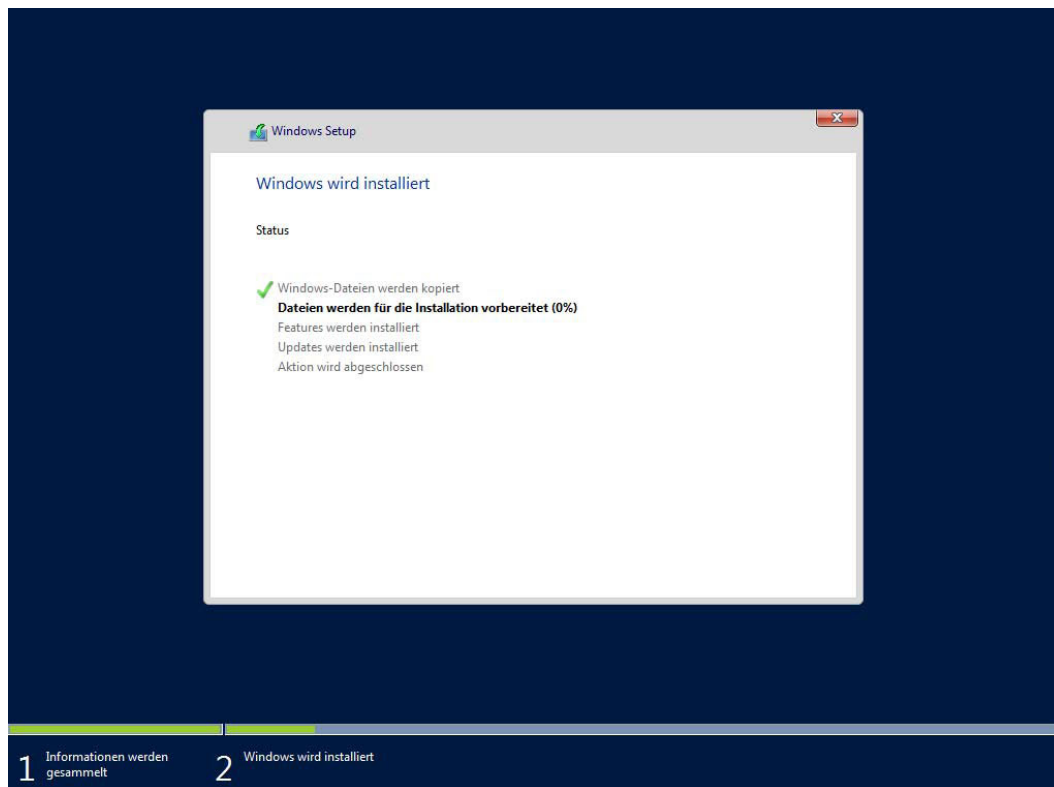 Windows Setup
Windows wird installiert
Status
Windows-Dateien werden kopiert
Dateien werden für die Installation vorbereitet (0%)
Features werden installiert
Updates werden installiert
Aktion wird abgeschlossen
1 Informationen werden
gesammelt
2 Windows wird installiert